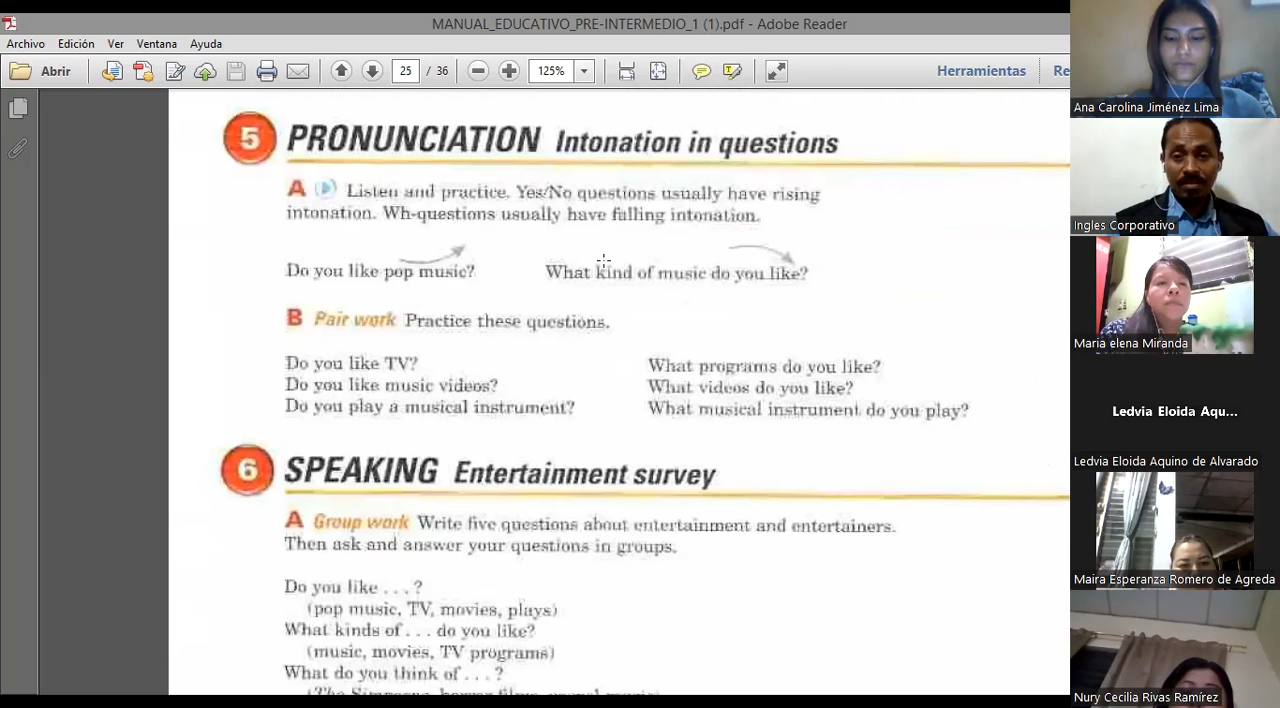 MANUAL_EDUCATIVO_PRE-INTERMEDIO_1 (1).pdf - Adobe Reader
Archivo Edición Ver Ventana Ayuda
Abrir 25 / 36 125% Herramientas Re
5 PRONUNCIATION Intonation in questions
A Listen and practice. Yes/No questions usually have rising
intonation. Wh-questions usually have falling intonation.
Do you like pop music? What kind of music do you like?
B Pair work Practice these questions.
Do you like TV? What programs do you like?
Do you like music videos? What videos do you like?
Do you play a musical instrument? What musical instrument do you play?
6 SPEAKING Entertainment survey
A Group work Write five questions about entertainment and entertainers.
Then ask and answer your questions in groups.
Do you like . . . ?
(pop music, TV, movies, plays)
What kinds of . . . do you like?
(music, movies, TV programs)
What do you think of . . . ?
Ana Carolina Jiménez Lima
Ingles Corporativo
Maria elena Miranda
Ledvia Eloida Aqu...
Ledvia Eloida Aquino de Alvarado
Maira Esperanza Romero de Agreda
Nury Cecilia Rivas Ramírez